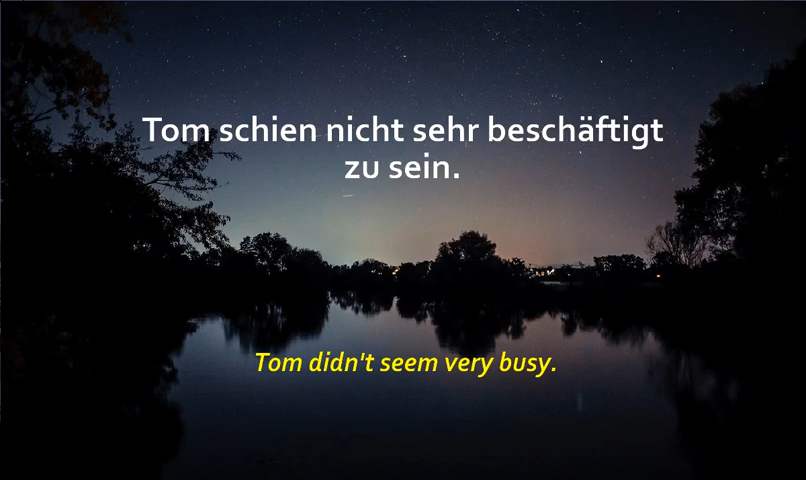 Tom schien nicht sehr beschäftigt
zu sein.
Tom didn't seem very busy.